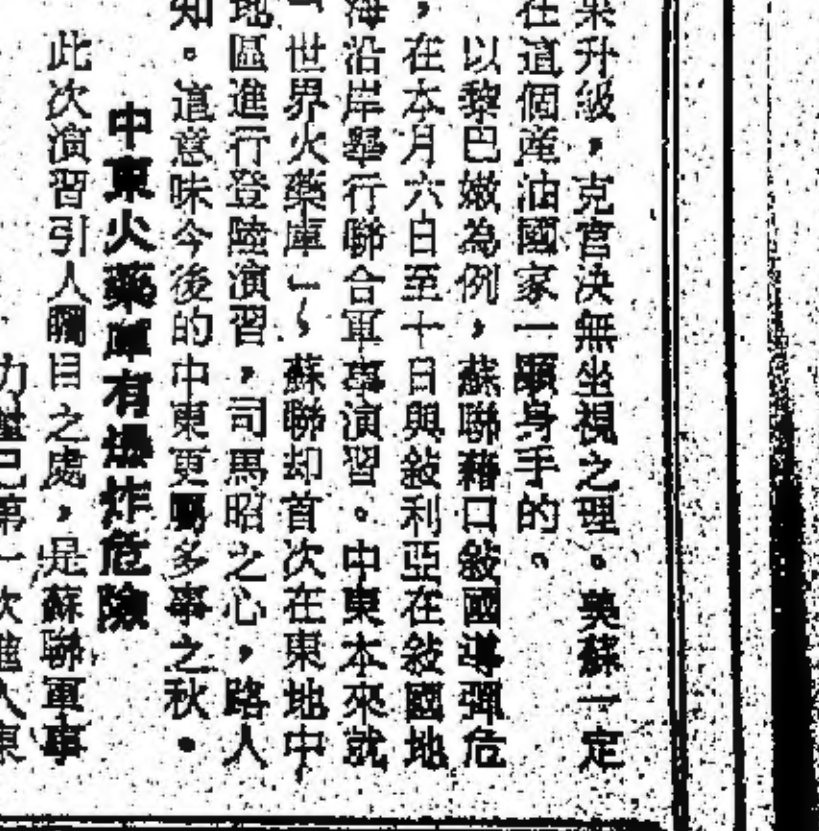 果升級，克宮決無坐視之理。美蘇一定
在這個產油國家一顯身手的。
以黎巴嫩為例，蘇聯藉口敍國導彈危
，在本月六日至十日與敍利亞在敍國地
海沿岸舉行聯合軍事演習。中東本來就
「世界火藥庫」，蘇聯却首次在東地中
地區進行登陸演習，司馬昭之心，路人
知。這意味今後的中東更屬多事之秋。
中東火藥庫有爆炸危險
此次演習引人矚目之處，是蘇聯軍事
力量已第一次進入東